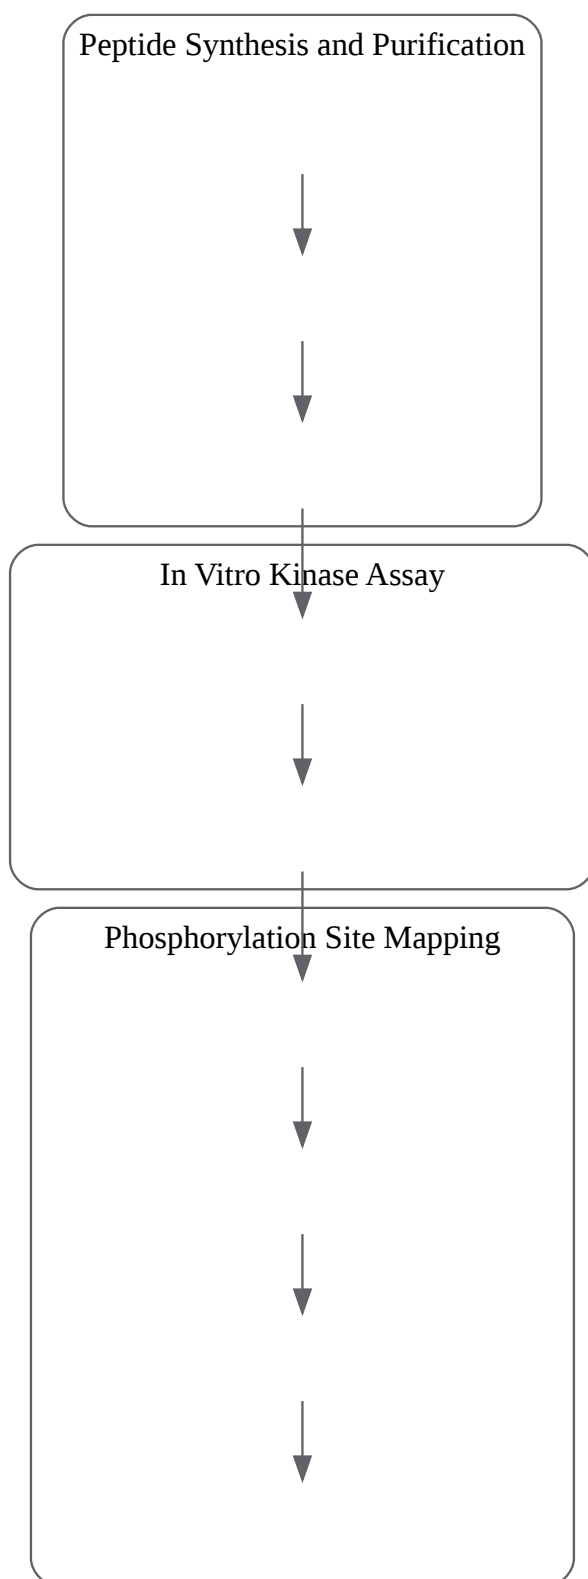 Peptide Synthesis and Purification
In Vitro Kinase Assay
Phosphorylation Site Mapping